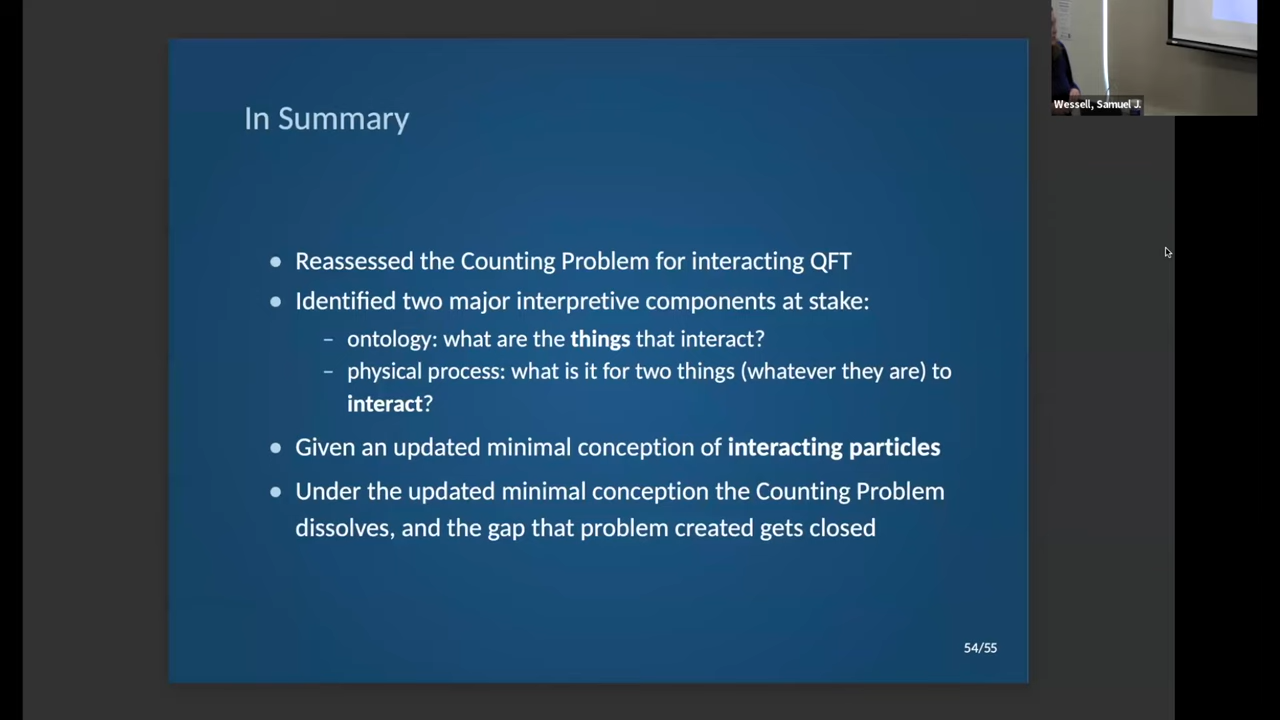 Wessell, Samuel J.
In Summary
• Reassessed the Counting Problem for interacting QFT
• Identified two major interpretive components at stake:
– ontology: what are the things that interact?
– physical process: what is it for two things (whatever they are) to
interact?
• Given an updated minimal conception of interacting particles
• Under the updated minimal conception the Counting Problem
dissolves, and the gap that problem created gets closed
54/55